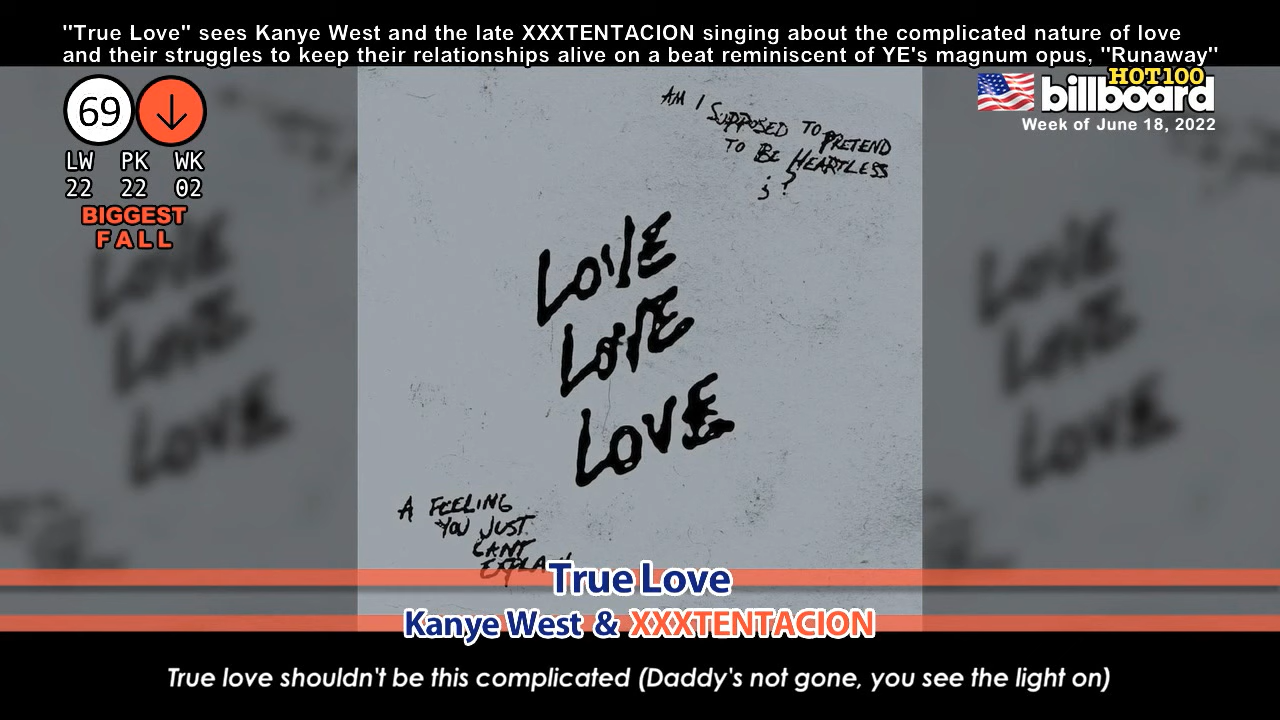 "True Love" sees Kanye West and the late XXXTENTACION singing about the complicated nature of love
and their struggles to keep their relationships alive on a beat reminiscent of YE's magnum opus, "Runaway"
69
LW PK WK
22 22 02
BIGGEST
FALL
HOT100
billboard
Week of June 18, 2022
AM I SUPPOSED TO PRETEND
TO BE HEARTLESS
;?
LOVE
LOVE
LOVE
A FEELING
YOU JUST
CANT
True Love
Kanye West & XXXTENTACION
True love shouldn't be this complicated (Daddy's not gone, you see the light on)